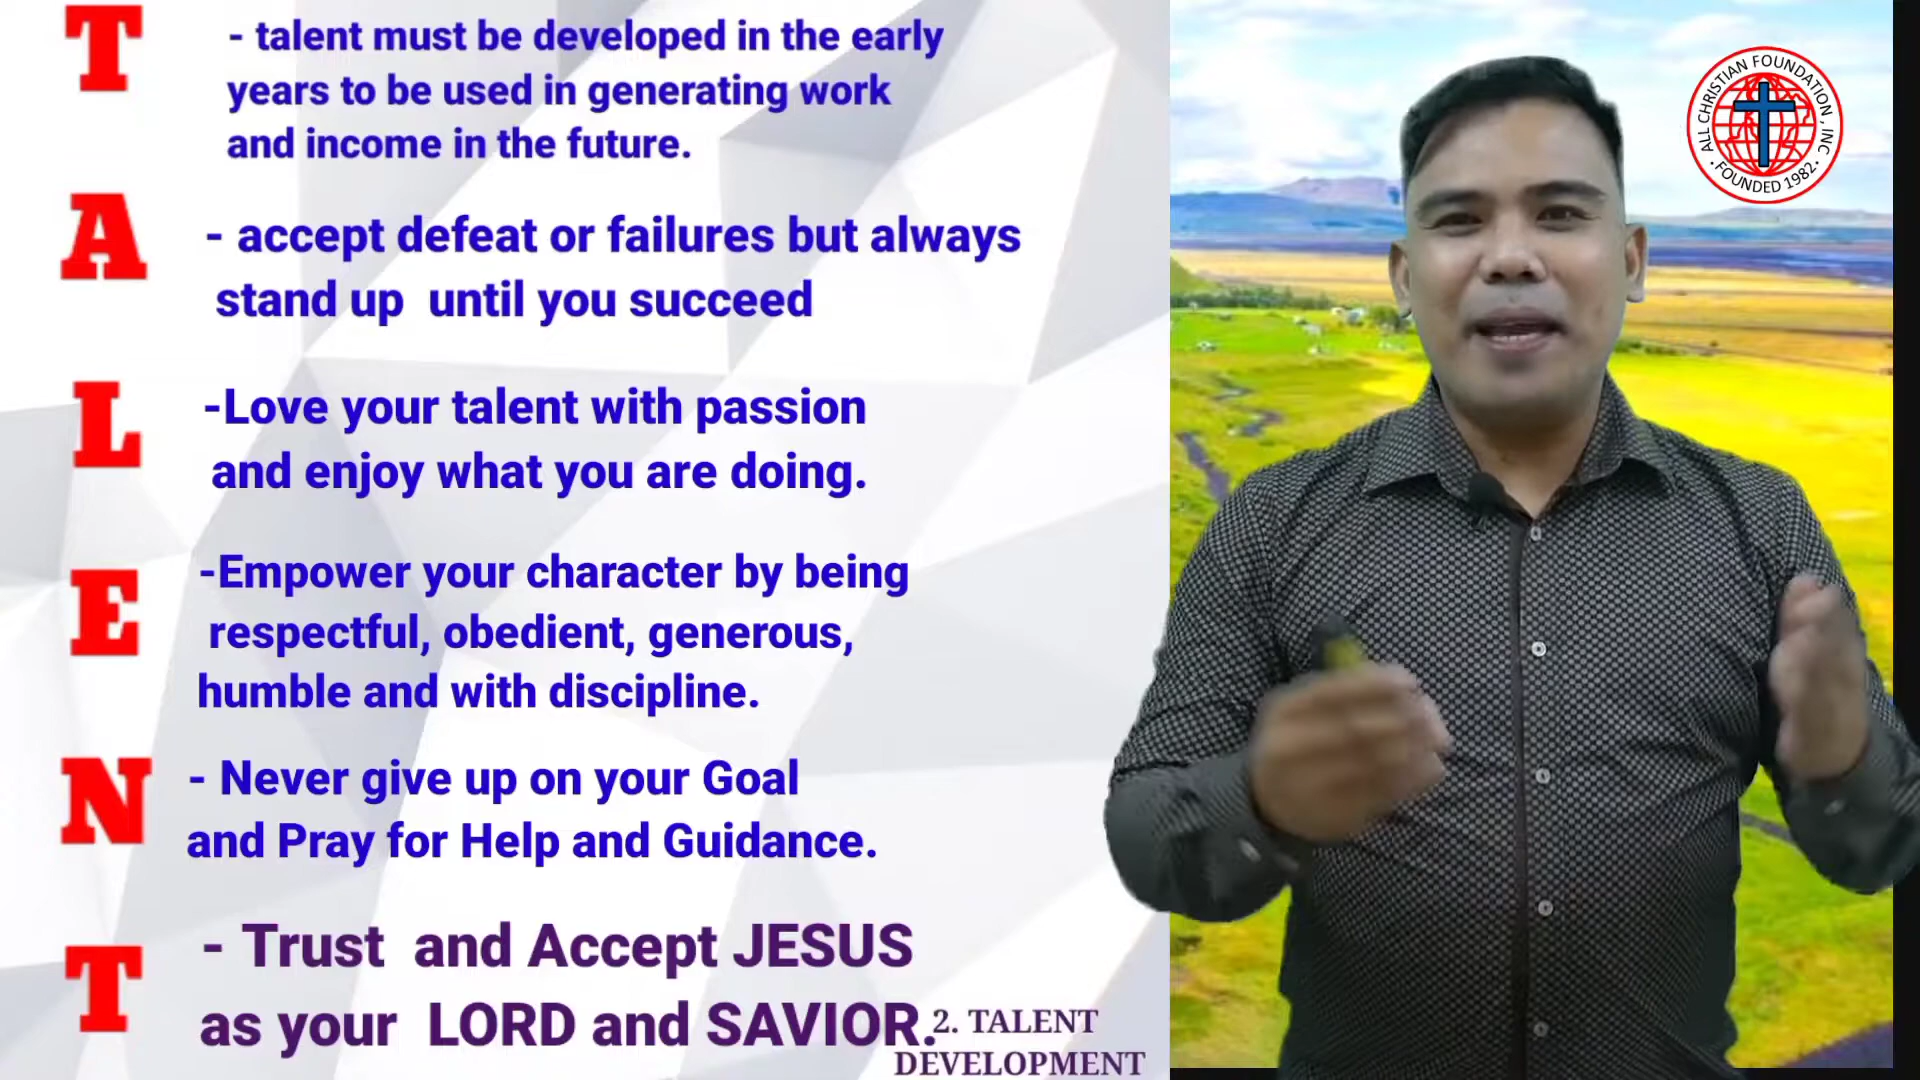 T
- talent must be developed in the early
years to be used in generating work
and income in the future.
A
- accept defeat or failures but always
stand up until you succeed
L
-Love your talent with passion
and enjoy what you are doing.
E
-Empower your character by being
respectful, obedient, generous,
humble and with discipline.
N
- Never give up on your Goal
and Pray for Help and Guidance.
T
- Trust and Accept JESUS
as your LORD and SAVIOR.
2. TALENT
DEVELOPMENT
ALL CHRISTIAN FOUNDATION, INC
• FOUNDED 1982 •